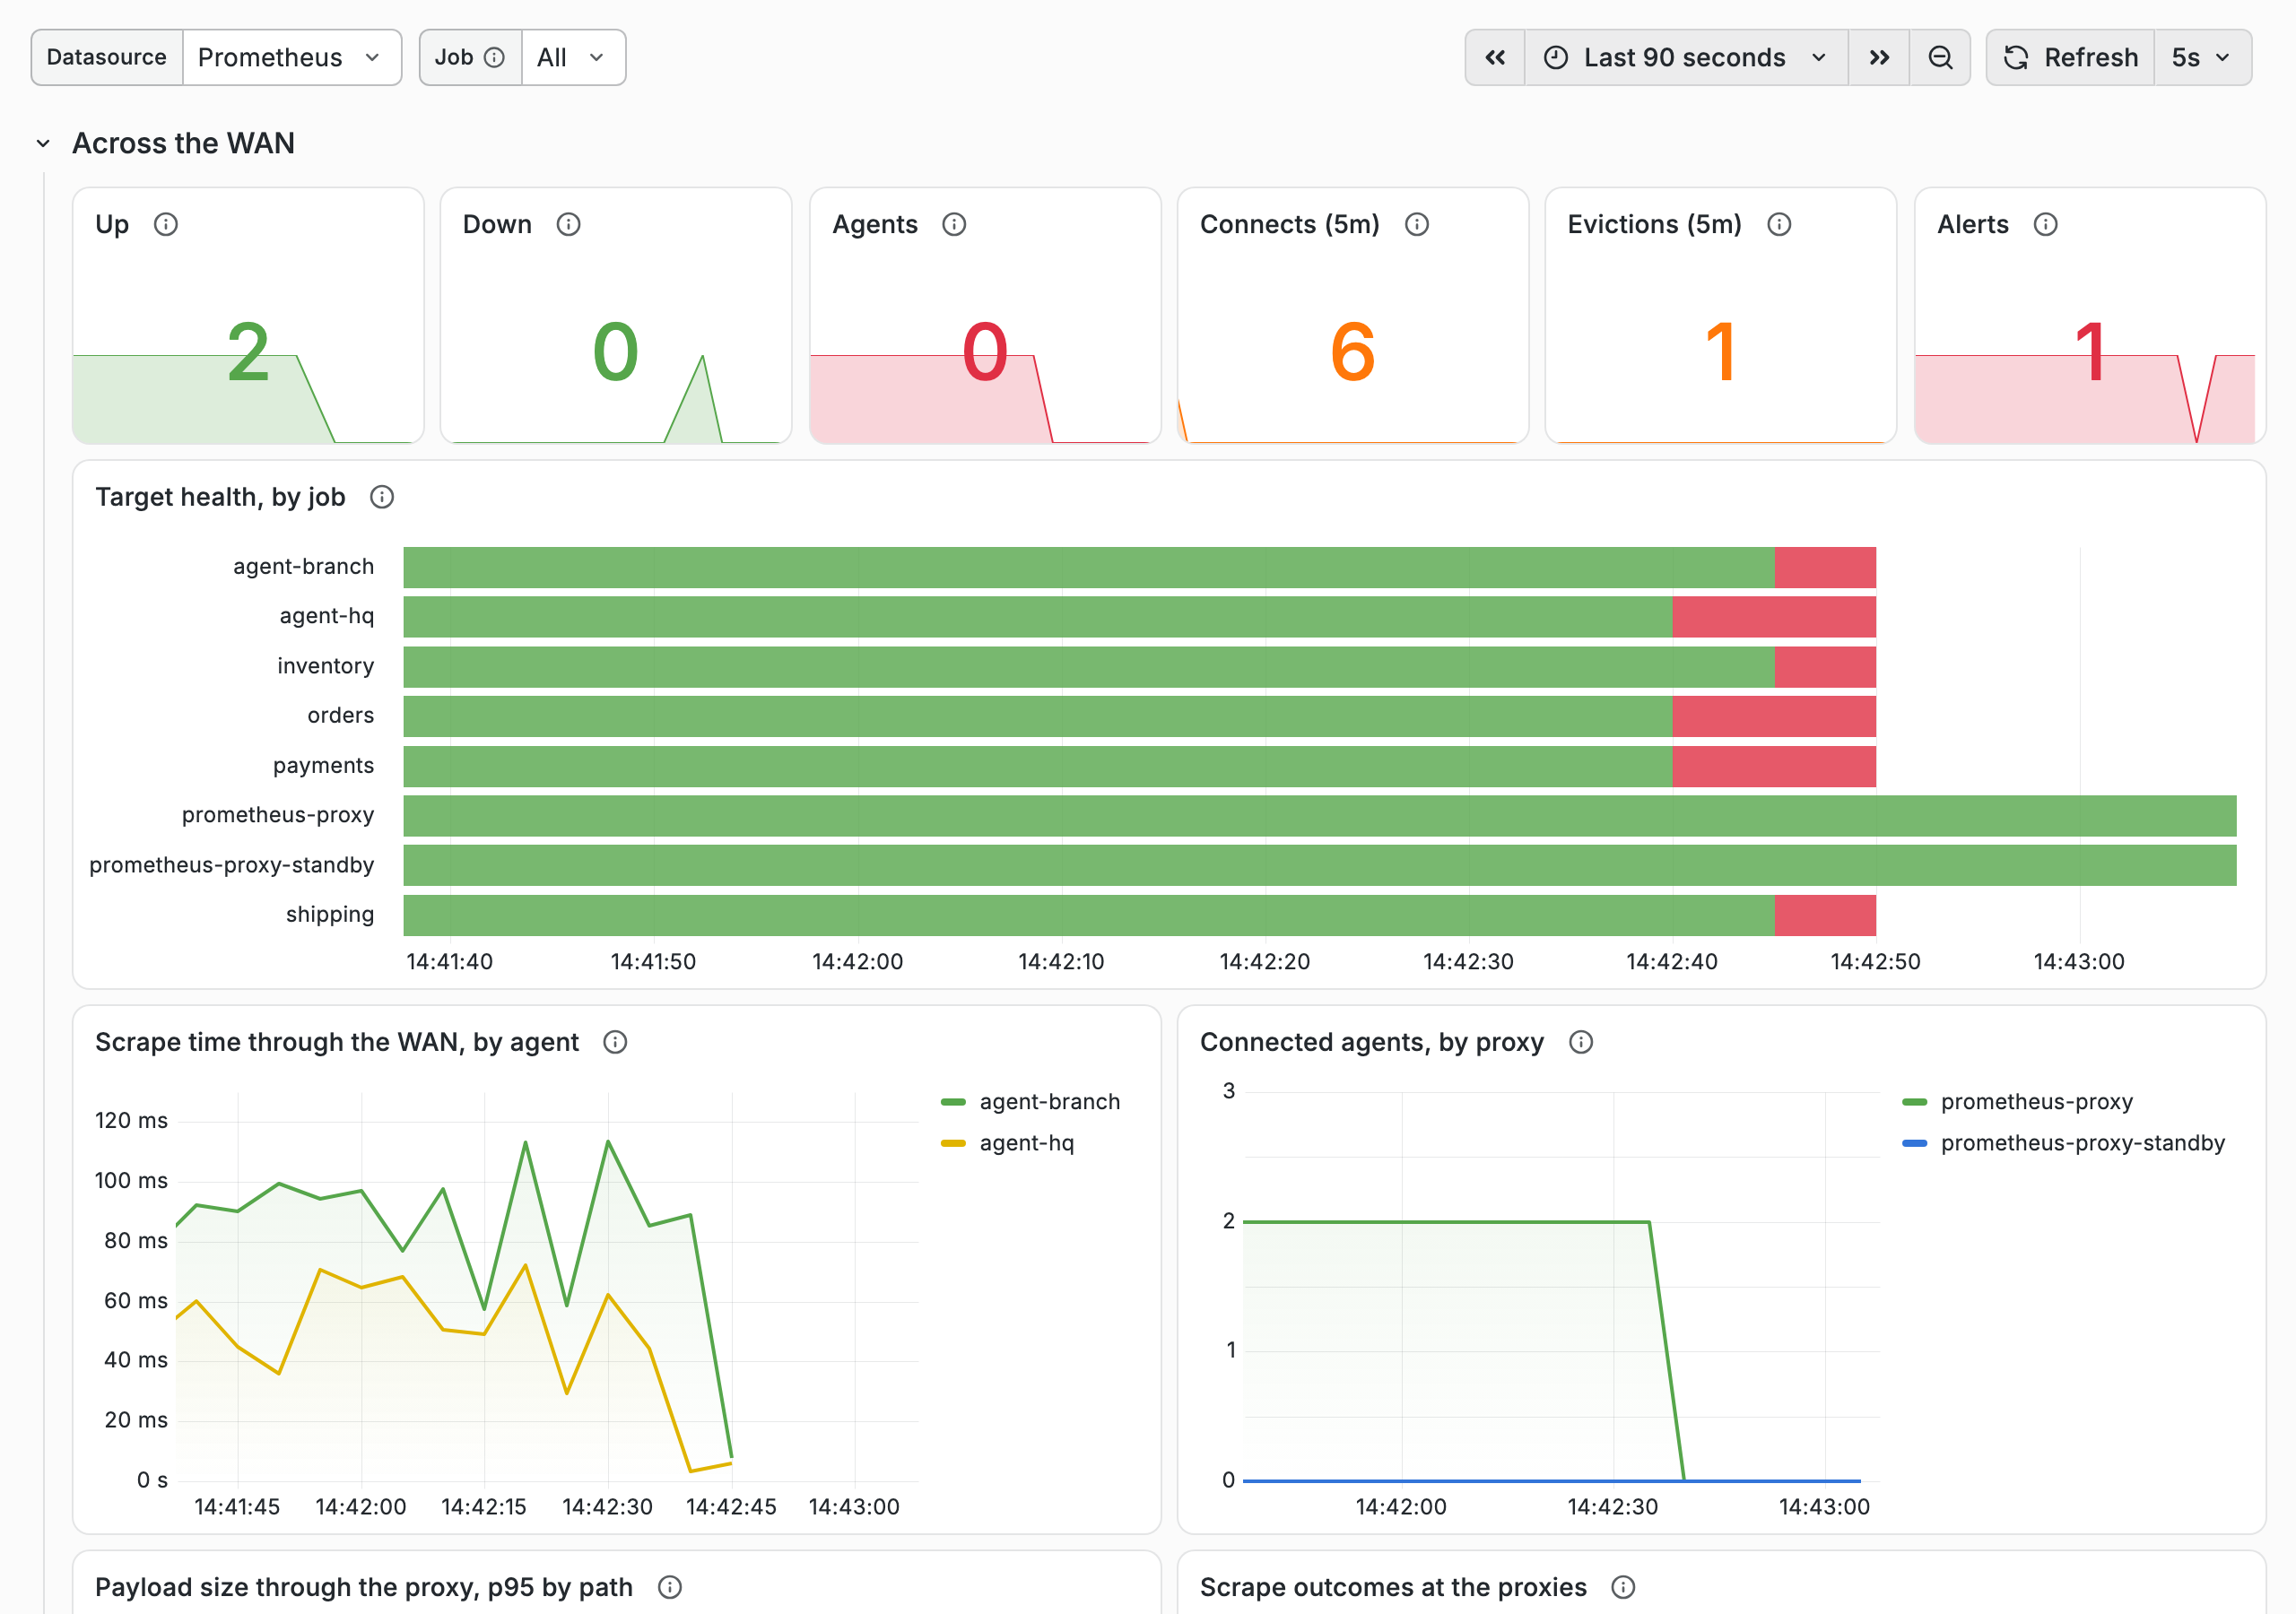 Datasource Prometheus Job All Last 90 seconds Refresh 5s
Across the WAN
Up Down Agents Connects (5m) Evictions (5m) Alerts
2 0 0 6 1 1
Target health, by job
agent-branch
agent-hq
inventory
orders
payments
prometheus-proxy
prometheus-proxy-standby
shipping
14:41:40 14:41:50 14:42:00 14:42:10 14:42:20 14:42:30 14:42:40 14:42:50 14:43:00
Scrape time through the WAN, by agent
120 ms
100 ms
80 ms
60 ms
40 ms
20 ms
0 s
14:41:45 14:42:00 14:42:15 14:42:30 14:42:45 14:43:00
agent-branch
agent-hq
Connected agents, by proxy
3
2
1
0
14:42:00 14:42:30 14:43:00
prometheus-proxy
prometheus-proxy-standby
Payload size through the proxy, p95 by path
Scrape outcomes at the proxies